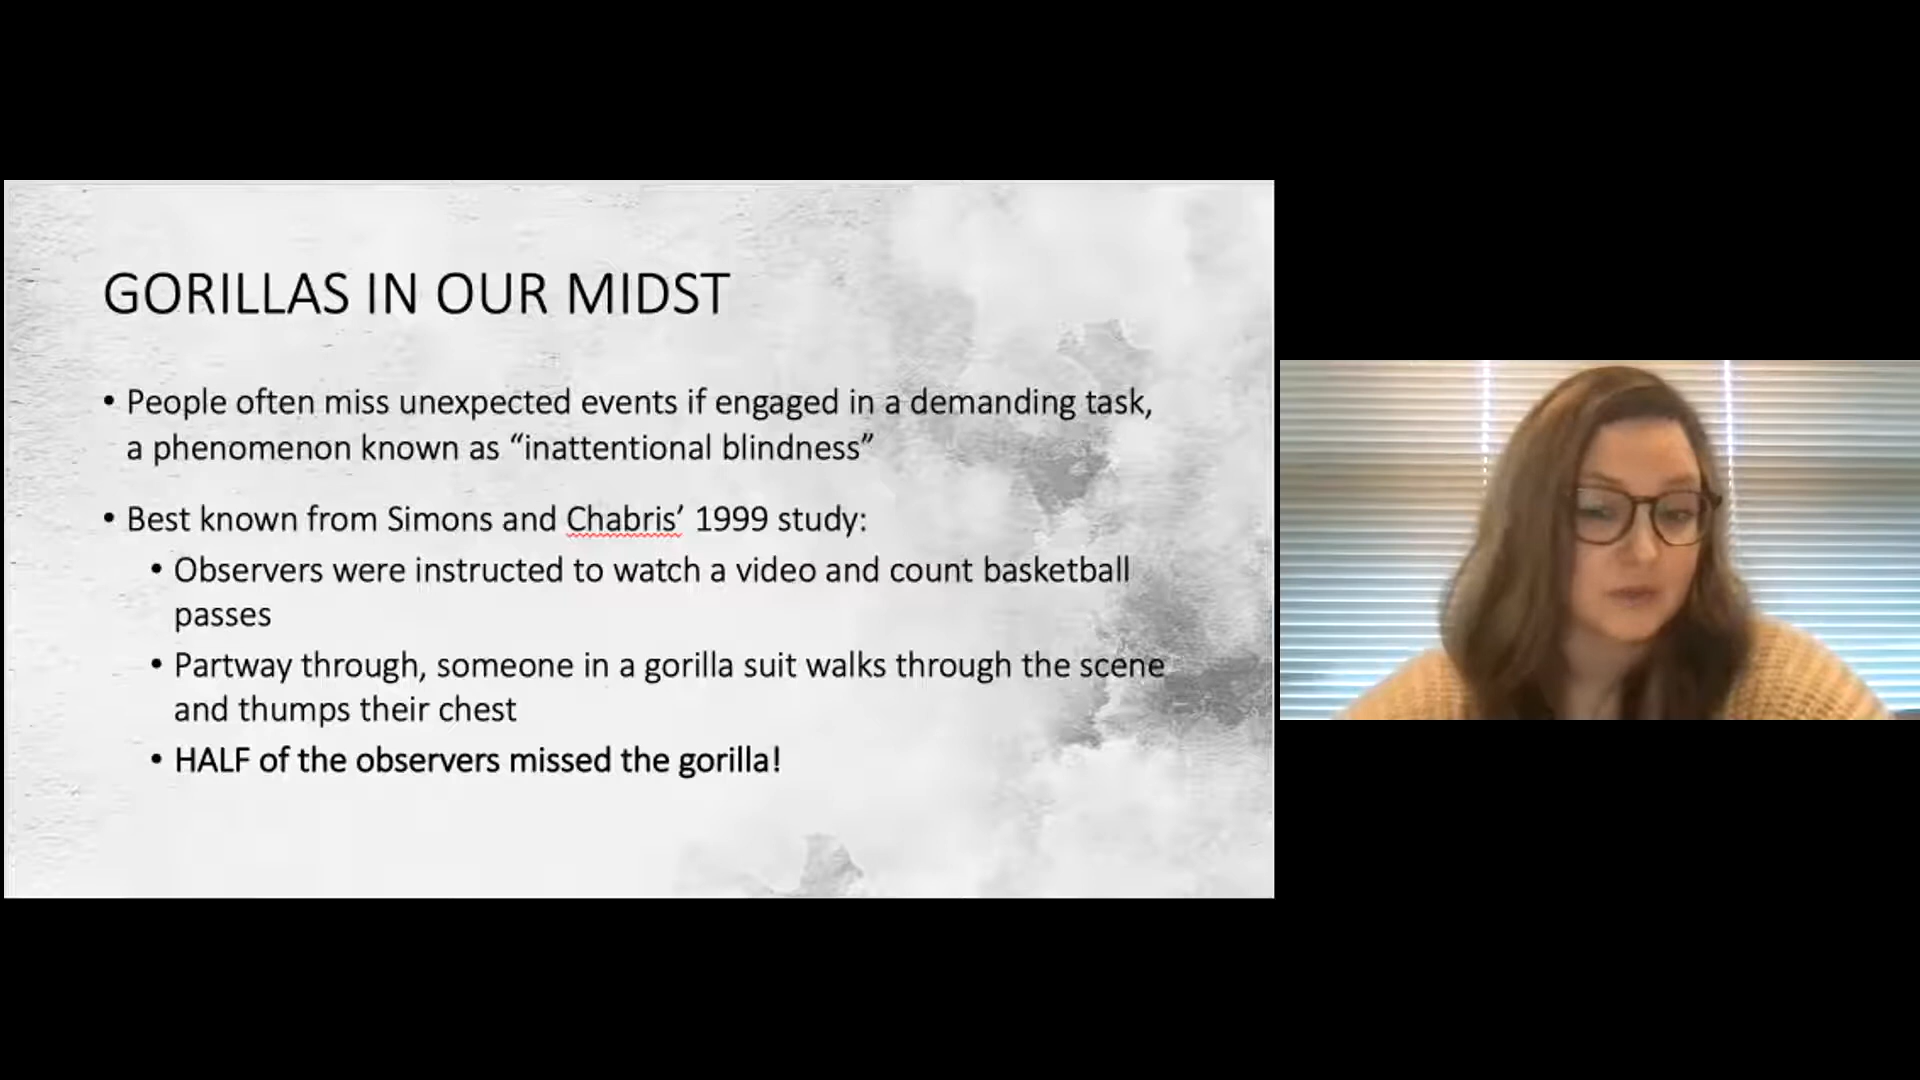 GORILLAS IN OUR MIDST
• People often miss unexpected events if engaged in a demanding task,
a phenomenon known as “inattentional blindness”
• Best known from Simons and Chabris’ 1999 study:
• Observers were instructed to watch a video and count basketball
passes
• Partway through, someone in a gorilla suit walks through the scene
and thumps their chest
• HALF of the observers missed the gorilla!